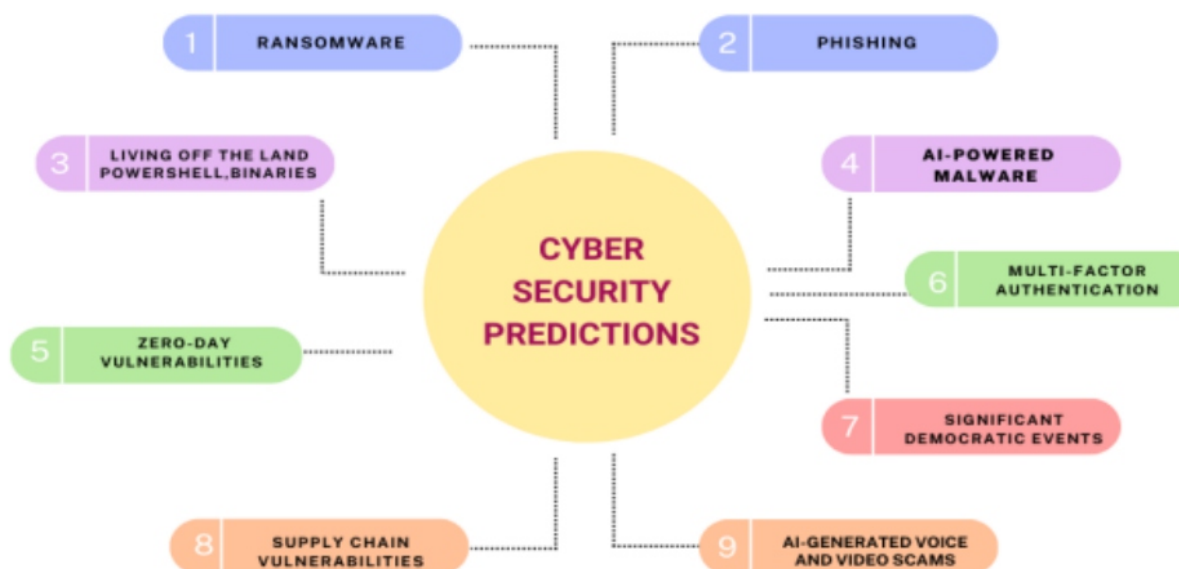 1 RANSOMWARE
2 PHISHING
3 LIVING OFF THE LAND
POWERSHELL,BINARIES
4 AI-POWERED
MALWARE
CYBER
SECURITY
PREDICTIONS
5 ZERO-DAY
VULNERABILITIES
6 MULTI-FACTOR
AUTHENTICATION
7 SIGNIFICANT
DEMOCRATIC EVENTS
8 SUPPLY CHAIN
VULNERABILITIES
9 AI-GENERATED VOICE
AND VIDEO SCAMS